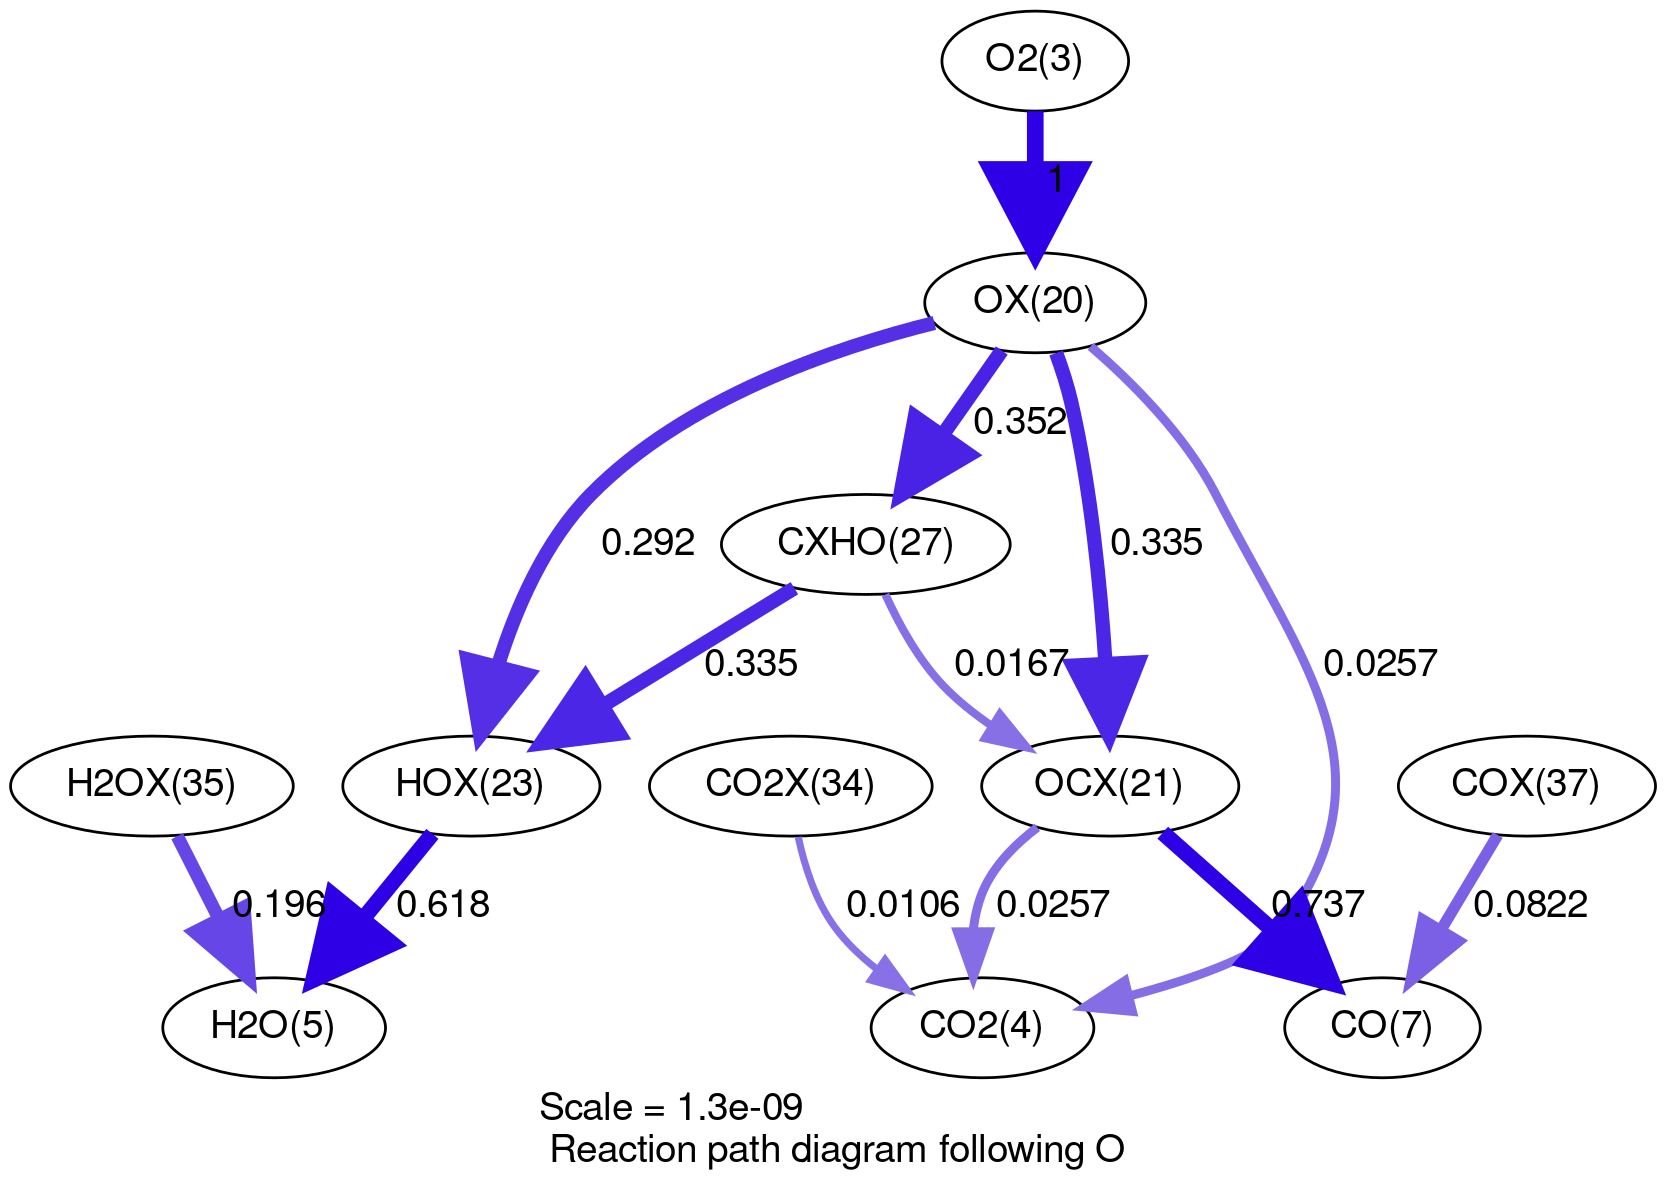 O2(3)
1
OX(20)
0.352
0.292
CXHO(27)
0.335
0.335
0.0167
0.0257
H2OX(35)
HOX(23)
CO2X(34)
OCX(21)
COX(37)
0.196
0.618
0.0106
0.0257
0.737
0.0822
H2O(5)
CO2(4)
CO(7)
Scale = 1.3e-09
Reaction path diagram following O